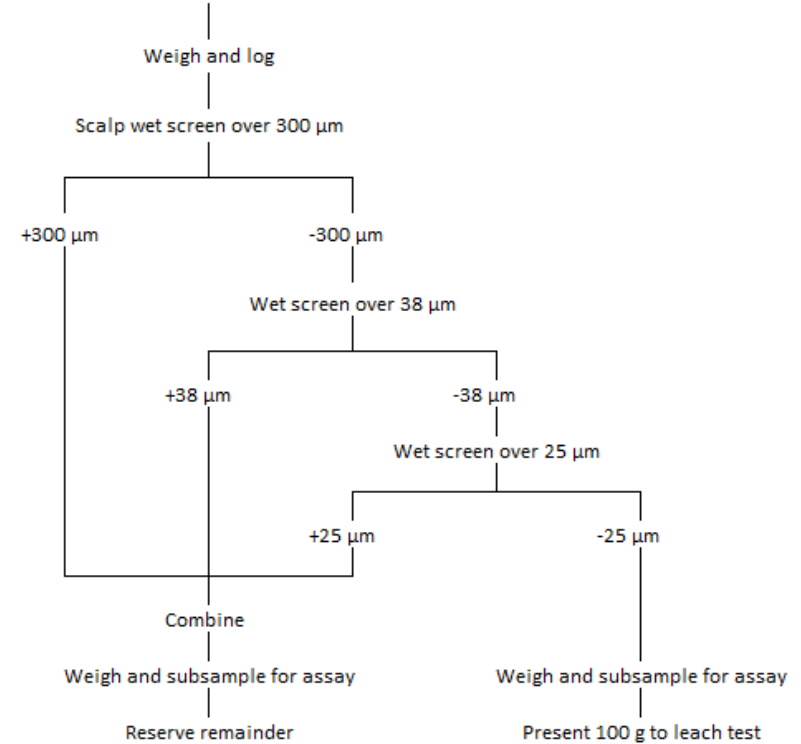 Weigh and log
Scalp wet screen over 300 µm
+300 µm
-300 µm
Wet screen over 38 µm
+38 µm
-38 µm
Wet screen over 25 µm
+25 µm
-25 µm
Combine
Weigh and subsample for assay
Weigh and subsample for assay
Reserve remainder
Present 100 g to leach test